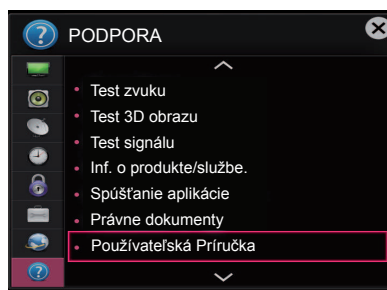 PODPORA
Test zvuku
Test 3D obrazu
Test signálu
Inf. o produkte/službe.
Spúšťanie aplikácie
Právne dokumenty
Používateľská Príručka